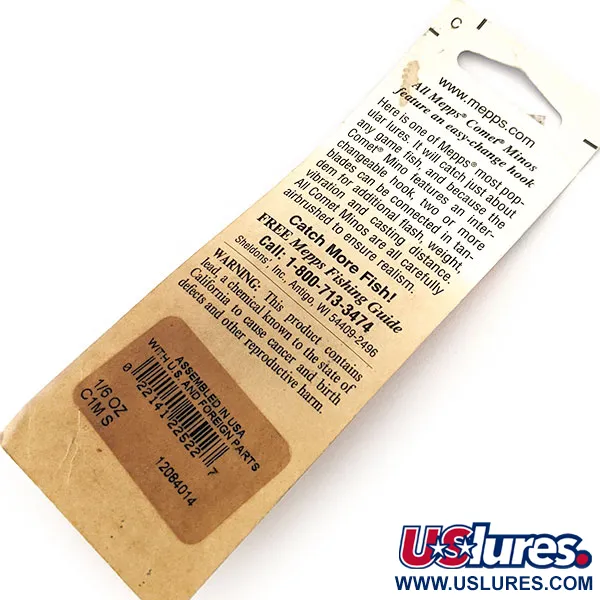 C
www.mepps.com
All Mepps® Comet® Minos
feature an easy-change hook
Here is one of Mepps® most pop-
ular lures. It will catch just about
any game fish, and because the
Comet® Mino features an inter-
changeable hook, two or more
blades can be connected in tan-
dem for additional flash, weight,
vibration and casting distance.
All Comet Minos are all carefully
airbrushed to ensure realism.
Catch More Fish!
FREE Mepps Fishing Guide
Call: 1-800-713-3474
Sheldons', Inc., Antigo, WI 54409-2496
WARNING: This product contains
lead, a chemical known to the state of
California to cause cancer and birth
defects and other reproductive harm.
ASSEMBLED IN USA
WITH U.S. AND FOREIGN PARTS
0 22141 22522 7
1/6 OZ
C1M S
12084014
USlures.
WWW.USLURES.COM